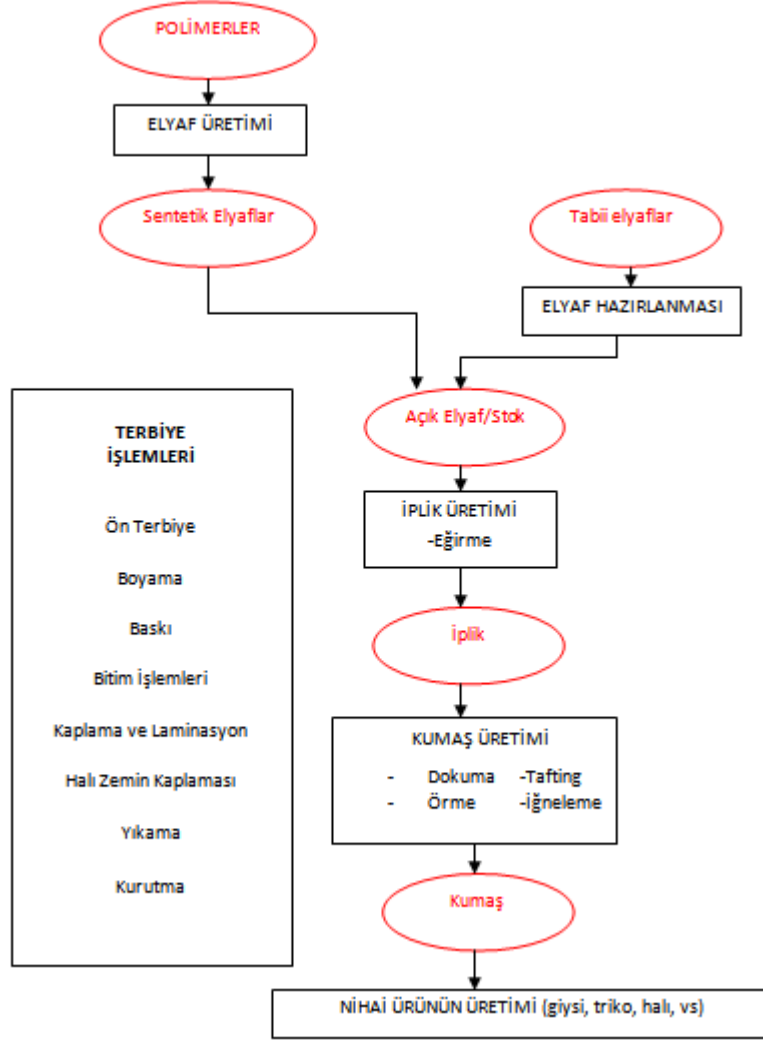 POLİMERLER
ELYAF ÜRETİMİ
Sentetik Elyaflar
Tabii elyaflar
ELYAF HAZIRLANMASI
Açık Elyaf/Stok
İPLİK ÜRETİMİ
-Eğirme
İplik
KUMAŞ ÜRETİMİ
- Dokuma -Tafting
- Örme -İğneleme
Kumaş
NİHAİ ÜRÜNÜN ÜRETİMİ (giysi, triko, halı, vs)
TERBİYE
İŞLEMLERİ
Ön Terbiye
Boyama
Baskı
Bitim İşlemleri
Kaplama ve Laminasyon
Halı Zemin Kaplaması
Yıkama
Kurutma